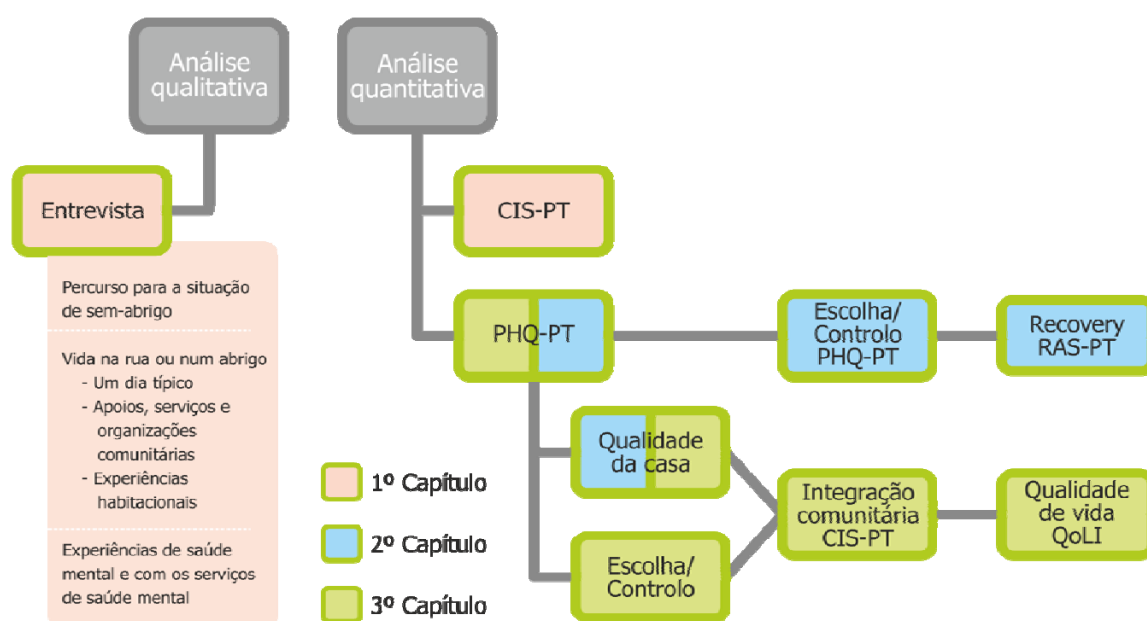 Análise
qualitativa
Análise
quantitativa
Entrevista
CIS-PT
Percurso para a situação
de sem-abrigo
Vida na rua ou num abrigo
- Um dia típico
- Apoios, serviços e
organizações
comunitárias
- Experiências
habitacionais
Experiências de saúde
mental e com os serviços
de saúde mental
PHQ-PT
Escolha/
Controlo
PHQ-PT
Recovery
RAS-PT
Qualidade
da casa
Escolha/
Controlo
Integração
comunitária
CIS-PT
Qualidade
de vida
QoLI
1º Capítulo
2º Capítulo
3º Capítulo